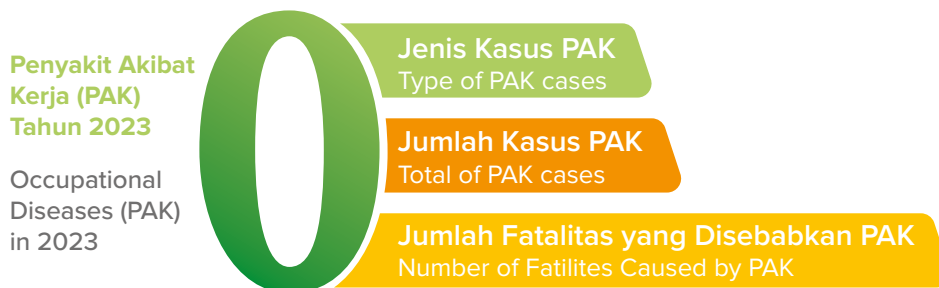 Penyakit Akibat
Kerja (PAK)
Tahun 2023
Occupational
Diseases (PAK)
in 2023
0
Jenis Kasus PAK
Type of PAK cases
Jumlah Kasus PAK
Total of PAK cases
Jumlah Fatalitas yang Disebabkan PAK
Number of Fatilites Caused by PAK